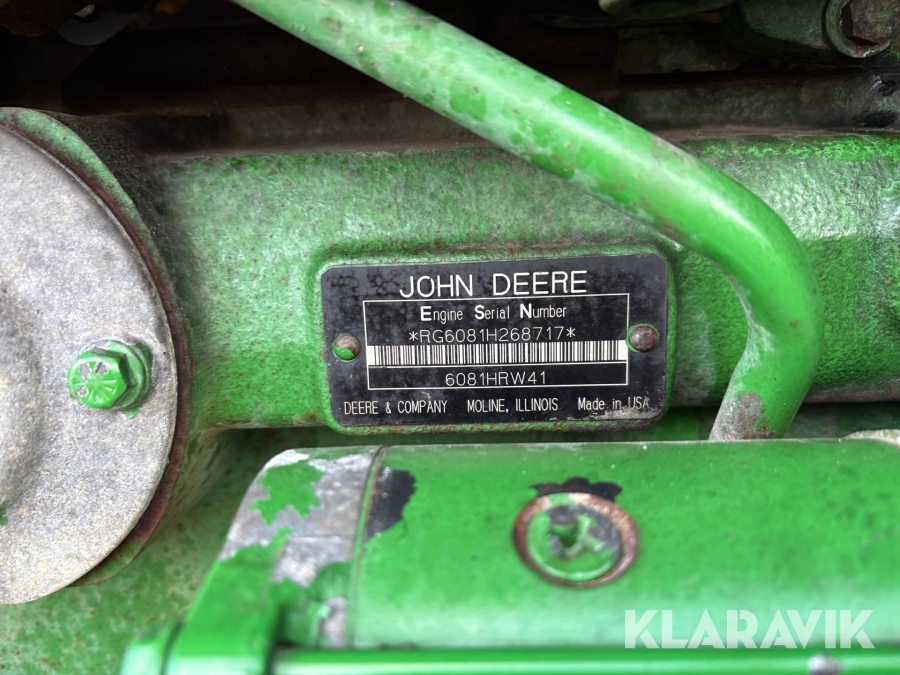 JOHN DEERE
Engine Serial Number
*RG6081H268717*
6081HRW41
DEERE & COMPANY MOLINE, ILLINOIS Made in USA
KLARAVIK